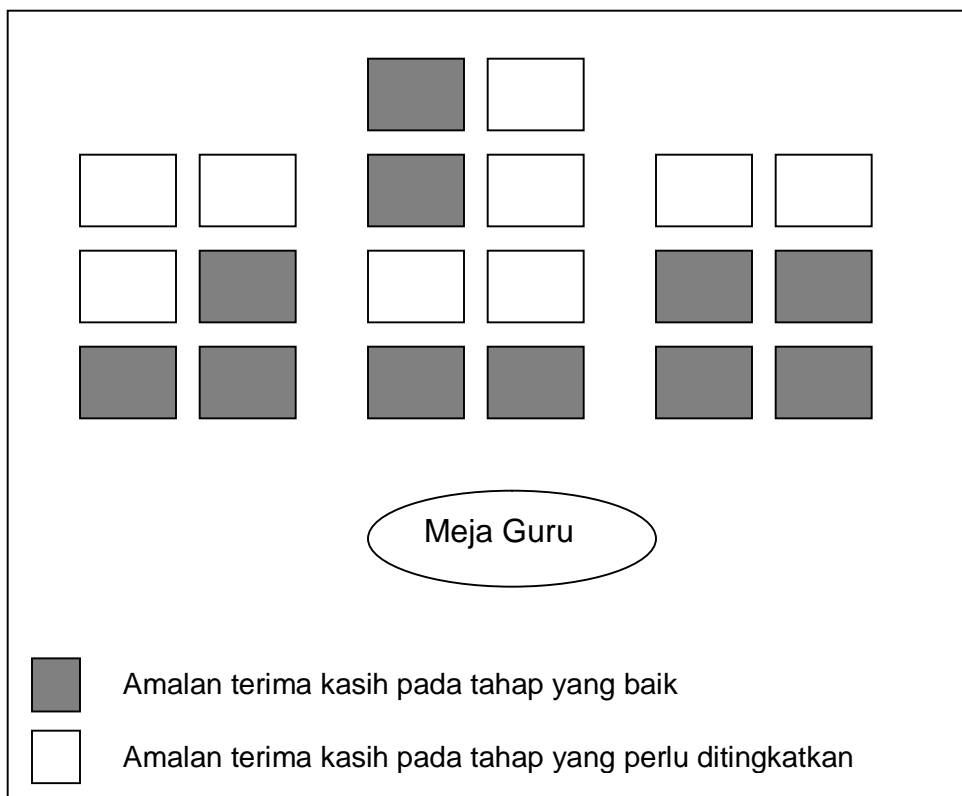 Meja Guru
Amalan terima kasih pada tahap yang baik
Amalan terima kasih pada tahap yang perlu ditingkatkan